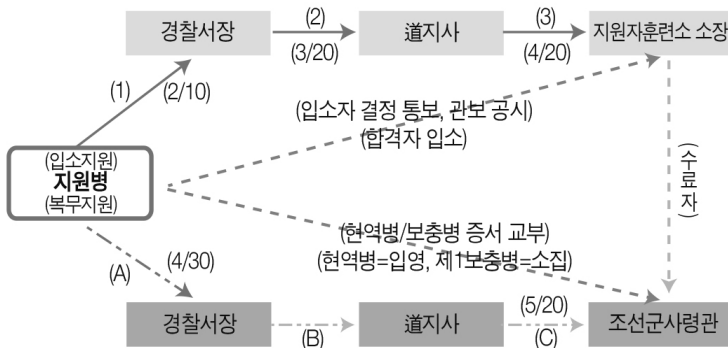 경찰서장
(2)
(3/20)
道지사
(3)
(4/20)
지원자훈련소 소장
(1)
(2/10)
(입소자 결정 통보, 관보 공시)
(합격자 입소)
(입소지원)
지원병
(복무지원)
(수료자)
(현역병/보충병 증서 교부)
(현역병=입영, 제1보충병=소집)
(A)
(4/30)
경찰서장
(B)
道지사
(5/20)
(C)
조선군사령관